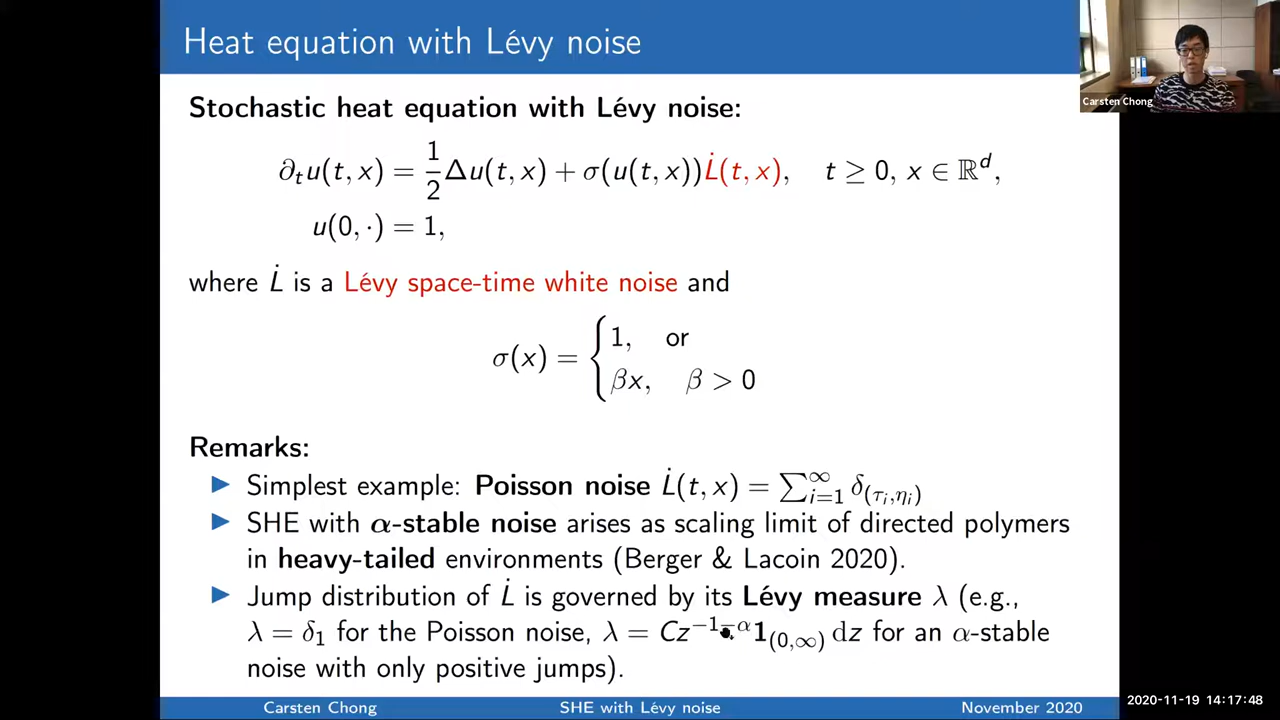 Heat equation with Lévy noise
Carsten Chong
Stochastic heat equation with Lévy noise:
∂ₜu(t, x) = 1/2 Δu(t, x) + σ(u(t, x))L̇(t, x),   t ≥ 0, x ∈ ℝᵈ,
u(0, ·) = 1,
where L̇ is a Lévy space-time white noise and
σ(x) = { 1, or
βx, β > 0
Remarks:
Simplest example: Poisson noise L̇(t, x) = ∑_{i=1}^{∞} δ_{(τᵢ,ηᵢ)}
SHE with α-stable noise arises as scaling limit of directed polymers
in heavy-tailed environments (Berger & Lacoin 2020).
Jump distribution of L̇ is governed by its Lévy measure λ (e.g.,
λ = δ₁ for the Poisson noise, λ = Cz^{−1−α}𝟏_{(0,∞)} dz for an α-stable
noise with only positive jumps).
Carsten Chong   SHE with Lévy noise   November 2020
2020-11-19 14:17:48